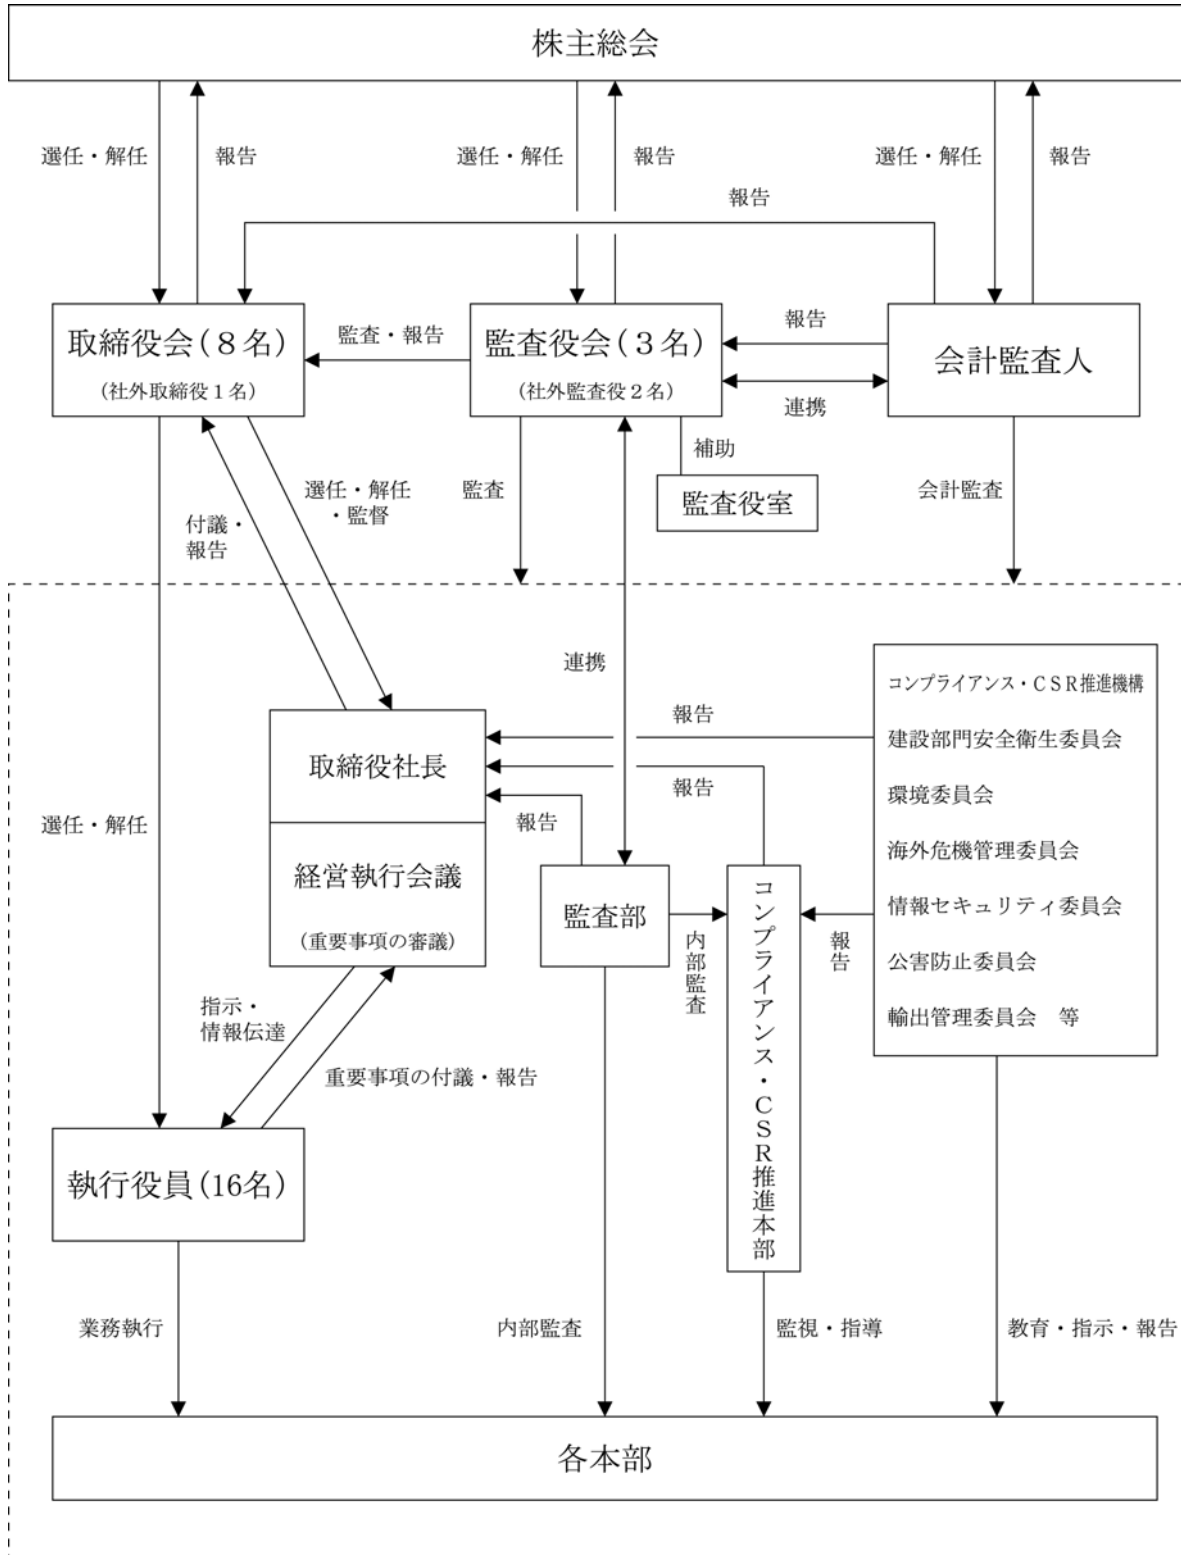 株主総会
選任・解任
報告
選任・解任
報告
選任・解任
報告
報告
取締役会(８名)
(社外取締役１名)
監査・報告
監査役会(３名)
(社外監査役２名)
報告
連携
会計監査人
選任・解任
・監督
付議・
報告
監査
補助
監査役室
会計監査
連携
コンプライアンス・ＣＳＲ推進機構
建設部門安全衛生委員会
環境委員会
海外危機管理委員会
情報セキュリティ委員会
公害防止委員会
輸出管理委員会　等
報告
報告
報告
取締役社長
経営執行会議
(重要事項の審議)
選任・解任
監査部
内部監査
コンプライアンス・ＣＳＲ推進本部
報告
指示・
情報伝達
重要事項の付議・報告
執行役員(16名)
業務執行
内部監査
監視・指導
教育・指示・報告
各本部